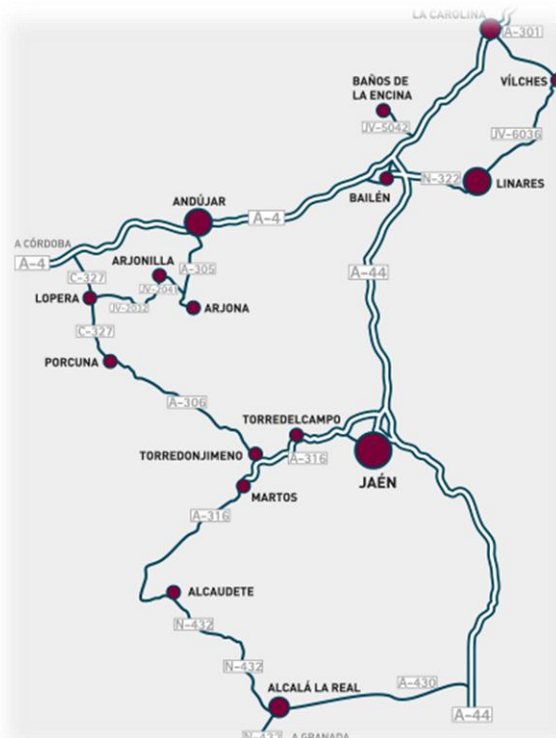 LA CAROLINA
A-301
BAÑOS DE
LA ENCINA
VÍLCHES
JV-5042
JV-6036
N-322
LINARES
BAILÉN
ANDÚJAR
A-4
A CÓRDOBA
A-4
A-44
ARJONILLA
A-305
C-327
JV-2041
LOPERA
JV-2012
ARJONA
C-327
PORCUNA
A-306
TORREDELCAMPO
TORREDONJIMENO
A-316
JAÉN
MARTOS
A-316
ALCAUDETE
N-432
N-432
ALCALÁ LA REAL
A-430
A-44
N-432
A GRANADA